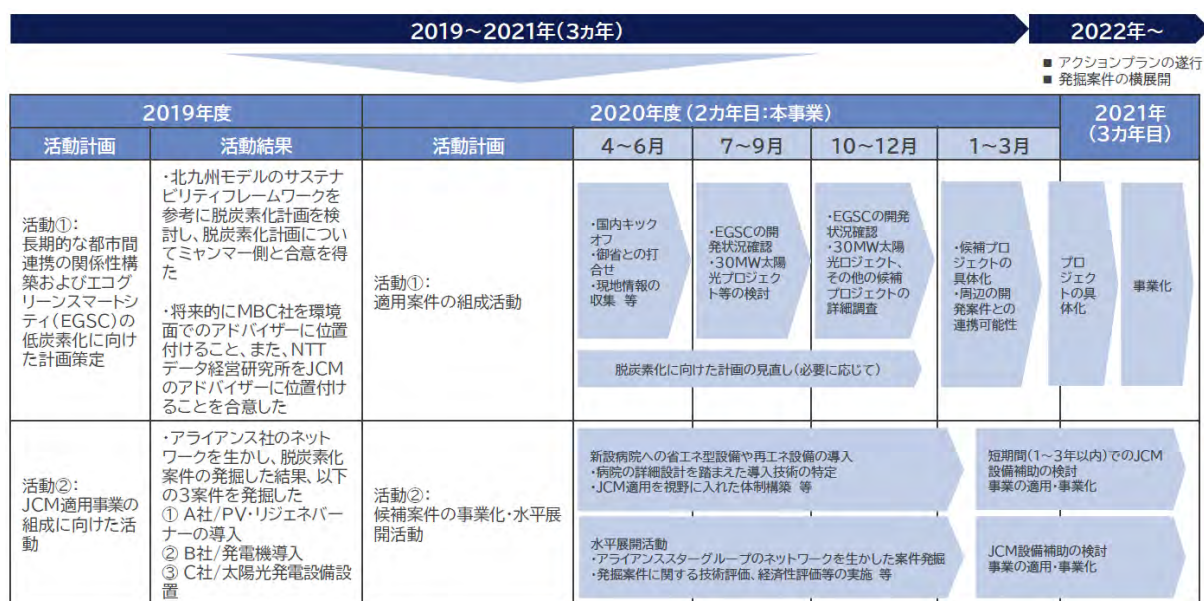 2019～2021年(3ヵ年)
2022年～
■ アクションプランの遂行
■ 発掘案件の横展開
2019年度
2020年度(2カ年目:本事業)
2021年
(3カ年目)
活動計画
活動結果
活動計画
4～6月
7～9月
10～12月
1～3月
活動①:
長期的な都市間
連携の関係性構
築およびエコグ
リーンスマートシ
ティ(EGSC)の
低炭素化に向け
た計画策定
・北九州モデルのサステナ
ビリティフレームワークを
参考に脱炭素化計画を検
討し、脱炭素化計画につい
てミャンマー側と合意を得
た
・将来的にMBC社を環境
面でのアドバイザーに位置
付けること、また、NTT
データ経営研究所をJCM
のアドバイザーに位置付け
ることを合意した
活動①:
適用案件の組成活動
・国内キック
オフ
・御省との打
合せ
・現地情報の
収集 等
・EGSCの開
発状況確認
・30MW太陽
光プロジェク
ト等の検討
・EGSCの開発
状況確認
・30MW太陽
光ロジェクト、
その他の候補
プロジェクトの
詳細調査
・候補プロ
ジェクトの
具体化
・周辺の開
発案件との
連携可能性
プロ
ジェク
トの具
体化
事業化
脱炭素化に向けた計画の見直し(必要に応じて)
活動②:
JCM適用事業の
組成に向けた活
動
・アライアンス社のネット
ワークを生かし、脱炭素化
案件の発掘した結果、以下
の3案件を発掘した
① A社/PV・リジェネバー
ナーの導入
② B社/発電機導入
③ C社/太陽光発電設備設
置
活動②:
候補案件の事業化・水平展
開活動
新設病院への省エネ型設備や再エネ設備の導入
・病院の詳細設計を踏まえた導入技術の特定
・JCM適用を視野に入れた体制構築 等
短期間(1～3年以内)でのJCM
設備補助の検討
事業の適用・事業化
水平展開活動
・アライアンススターグループのネットワークを生かした案件発掘
・発掘案件に関する技術評価、経済性評価等の実施 等
JCM設備補助の検討
事業の適用・事業化